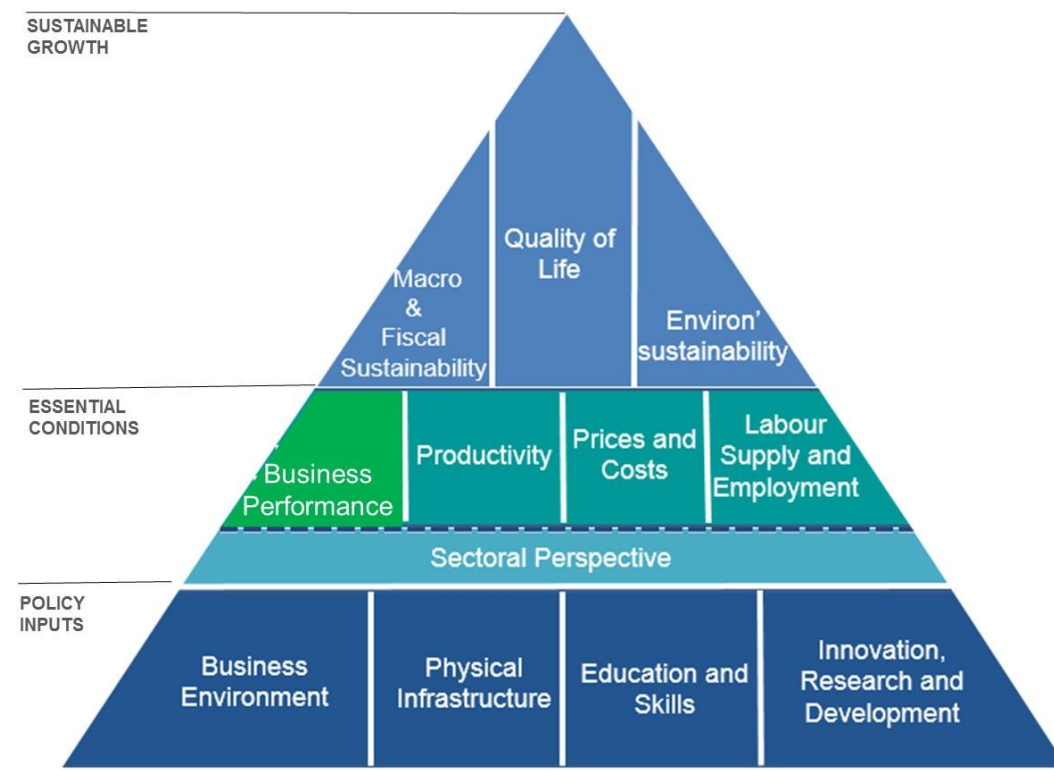 SUSTAINABLE
GROWTH
Quality of
Life
Macro
&
Fiscal
Sustainability
Environ’
sustainability
ESSENTIAL
CONDITIONS
Business
Performance
Productivity
Prices and
Costs
Labour
Supply and
Employment
Sectoral Perspective
POLICY
INPUTS
Business
Environment
Physical
Infrastructure
Education and
Skills
Innovation,
Research and
Development